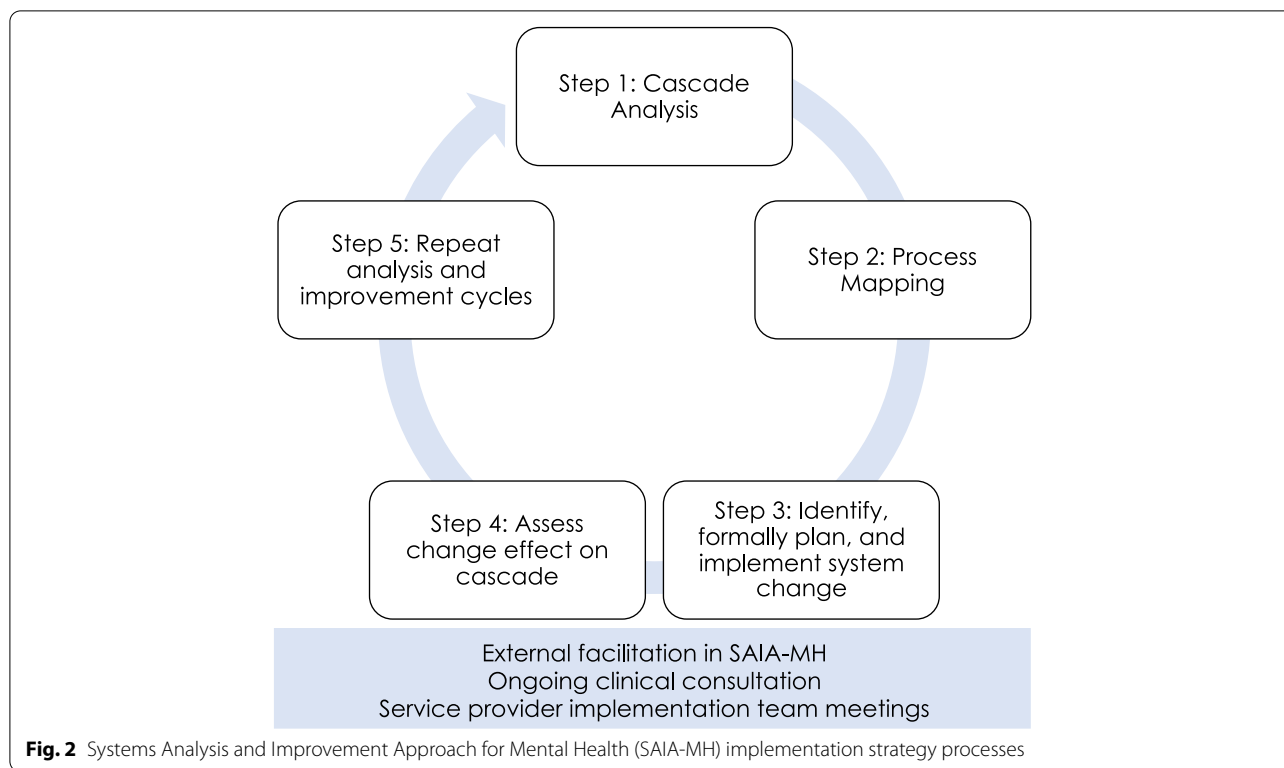 Step 1: Cascade
Analysis
Step 2: Process
Mapping
Step 3: Identify,
formally plan, and
implement system
change
Step 4: Assess
change effect on
cascade
Step 5: Repeat
analysis and
improvement cycles
External facilitation in SAIA-MH
Ongoing clinical consultation
Service provider implementation team meetings
Fig. 2 Systems Analysis and Improvement Approach for Mental Health (SAIA-MH) implementation strategy processes